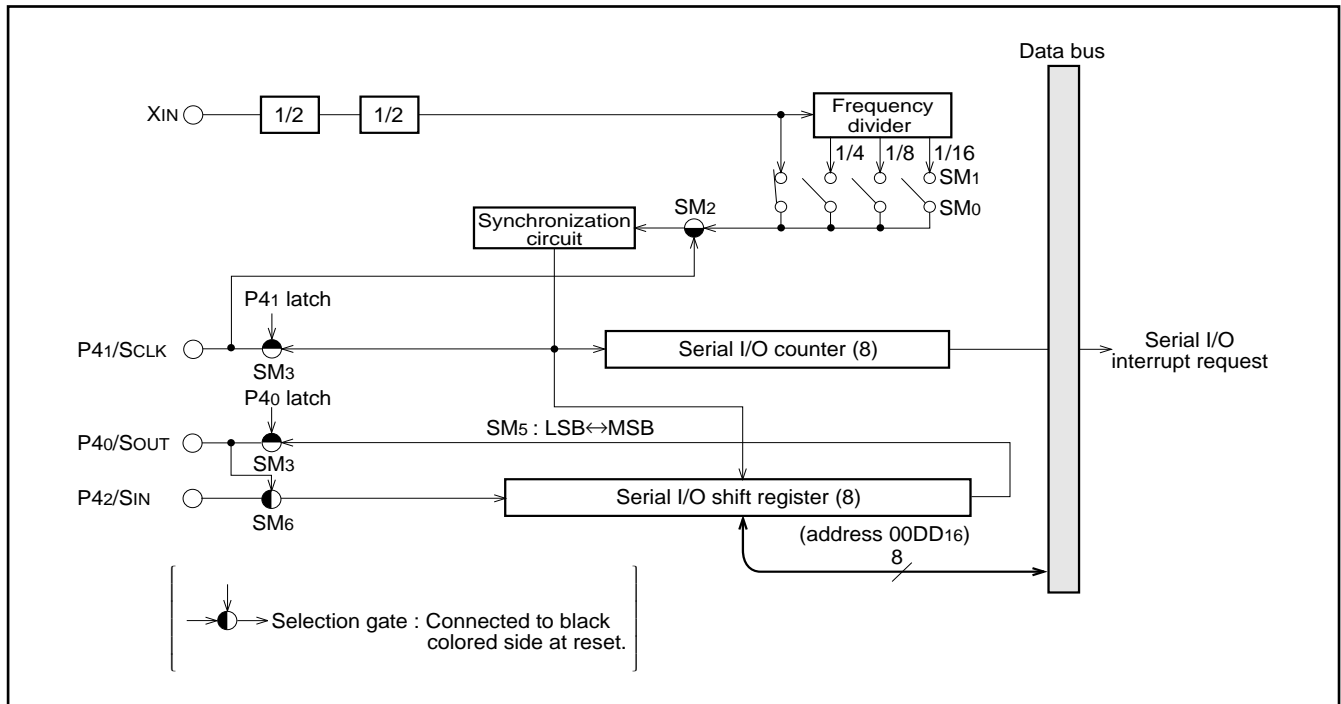 Data bus
XIN
1/2
1/2
Frequency
divider
1/4
1/8
1/16
SM1
SM0
SM2
Synchronization
circuit
P41 latch
P41/SCLK
SM3
Serial I/O counter (8)
Serial I/O
interrupt request
P40 latch
P40/SOUT
SM3
SM5 : LSB↔MSB
P42/SIN
SM6
Serial I/O shift register (8)
(address 00DD16)
8
Selection gate : Connected to black
colored side at reset.